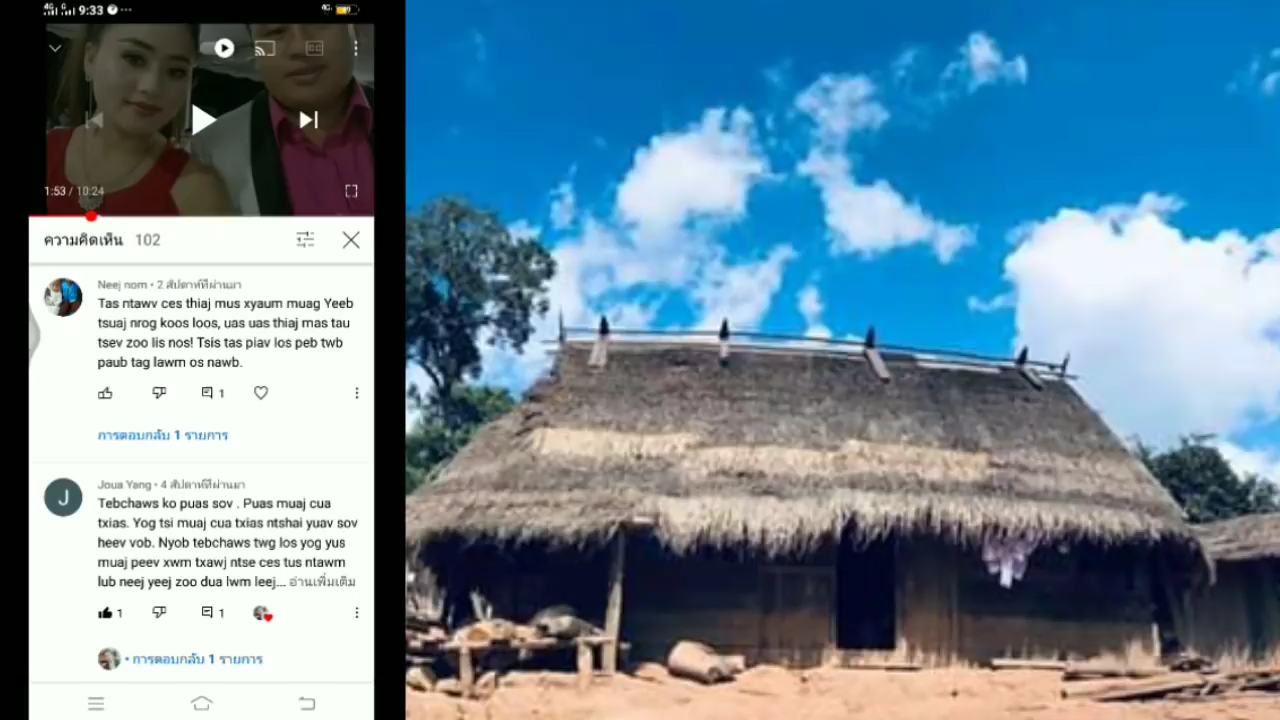 4G G 9:33 4G
CC
1:53 / 10:24
ความคิดเห็น 102
Neej nom • 2 สัปดาห์ที่ผ่านมา
Tas ntawv ces thiaj mus xyaum muag Yeeb
tsuaj nrog koos loos, uas uas thiaj mas tau
tsev zoo lis nos! Tsis tas piav los peb twb
paub tag lawm os nawb.
1
การตอบกลับ 1 รายการ
J
Joua Yang • 4 สัปดาห์ที่ผ่านมา
Tebchaws ko puas sov . Puas muaj cua
txias. Yog tsi muaj cua txias ntshai yuav sov
heev vob. Nyob tebchaws twg los yog yus
muaj peev xwm txawj ntse ces tus ntawm
lub neej yeej zoo dua lwm leej... อ่านเพิ่มเติม
1 1
• การตอบกลับ 1 รายการ